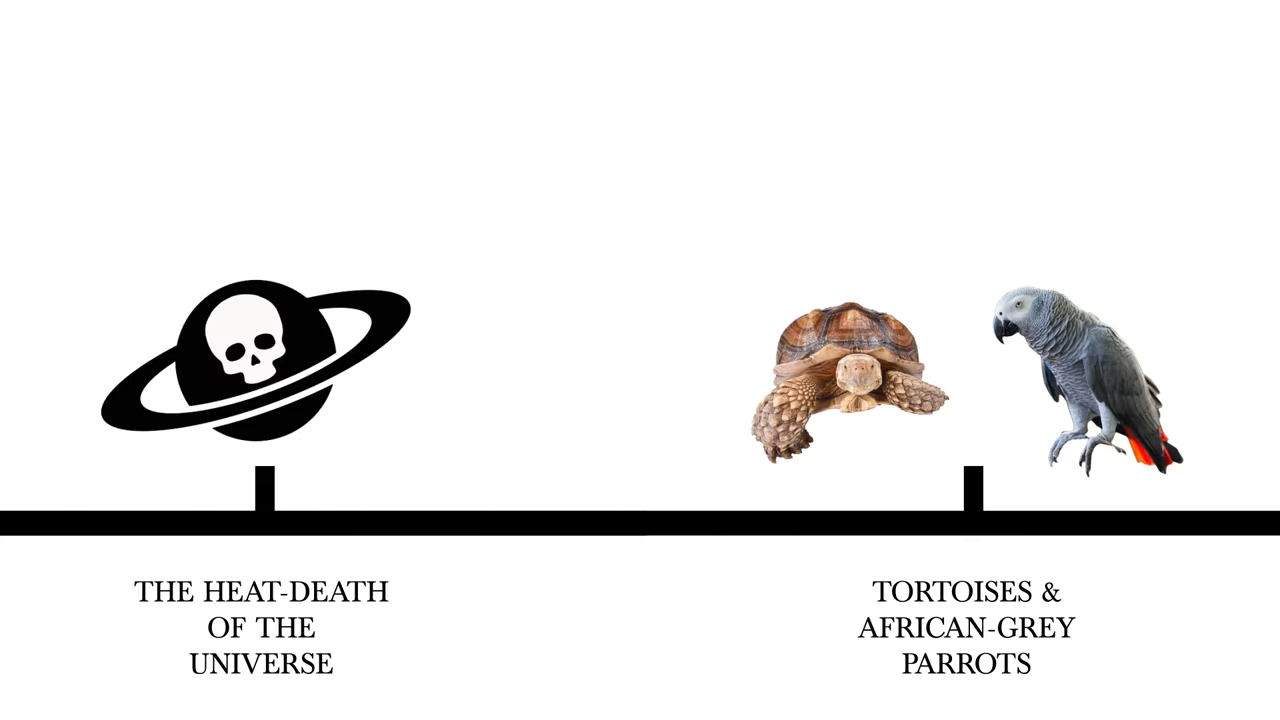 THE HEAT-DEATH
OF THE
UNIVERSE
TORTOISES &
AFRICAN-GREY
PARROTS